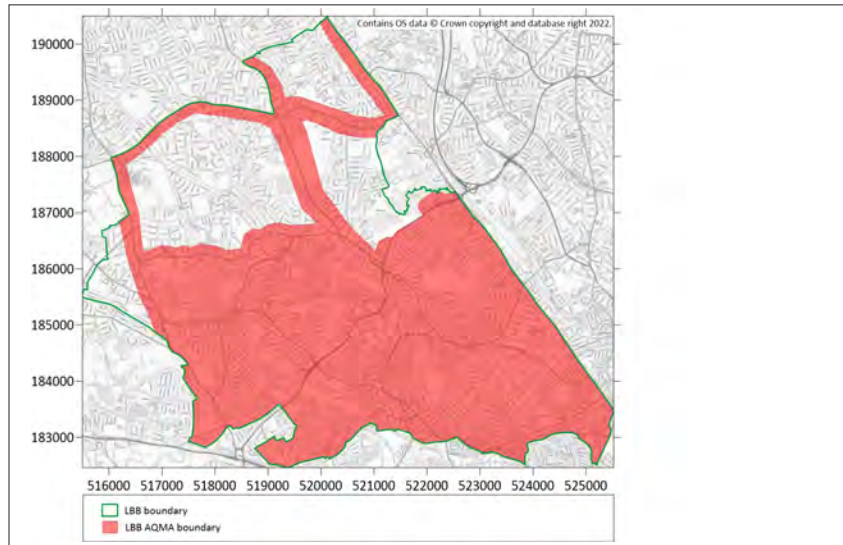 Contains OS data © Crown copyright and database right 2022.
190000
189000
188000
187000
186000
185000
184000
183000
516000 517000 518000 519000 520000 521000 522000 523000 524000 525000
LBB boundary
LBB AQMA boundary